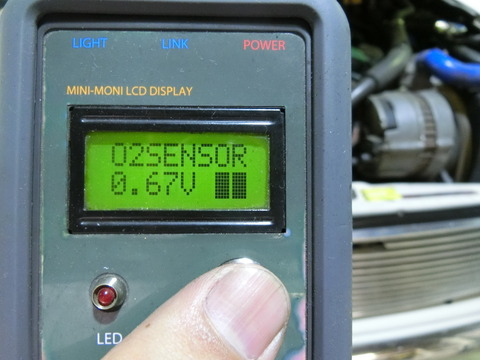 LIGHT LINK POWER
MINI-MONI LCD DISPLAY
O2SENSOR
0.67V
LED